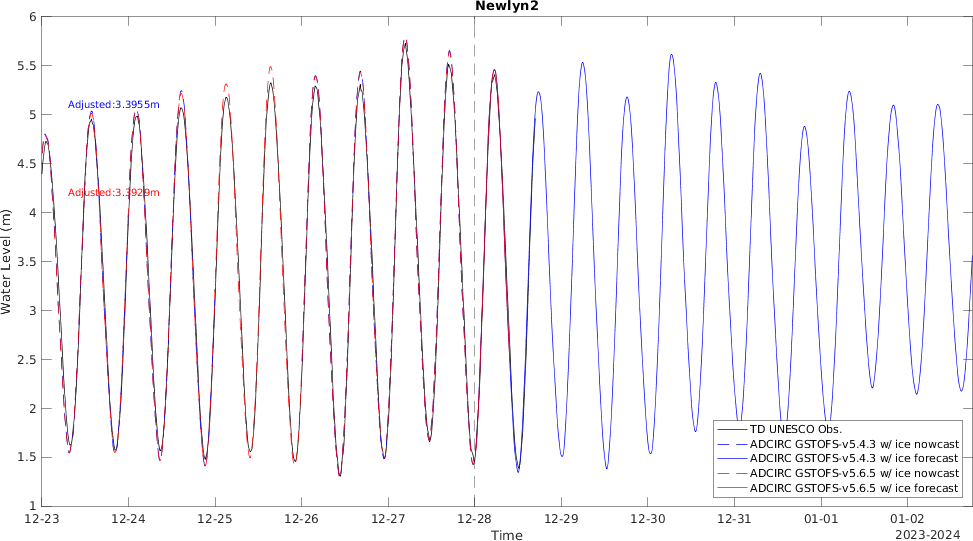 Newlyn2
6
5.5
5
4.5
4
3.5
3
2.5
2
1.5
1
Water Level (m)
Adjusted:3.3955m
Adjusted:3.3929m
TD UNESCO Obs.
ADCIRC GSTOFS-v5.4.3 w/ ice nowcast
ADCIRC GSTOFS-v5.4.3 w/ ice forecast
ADCIRC GSTOFS-v5.6.5 w/ ice nowcast
ADCIRC GSTOFS-v5.6.5 w/ ice forecast
12-23 12-24 12-25 12-26 12-27 12-28 12-29 12-30 12-31 01-01 01-02
Time
2023-2024